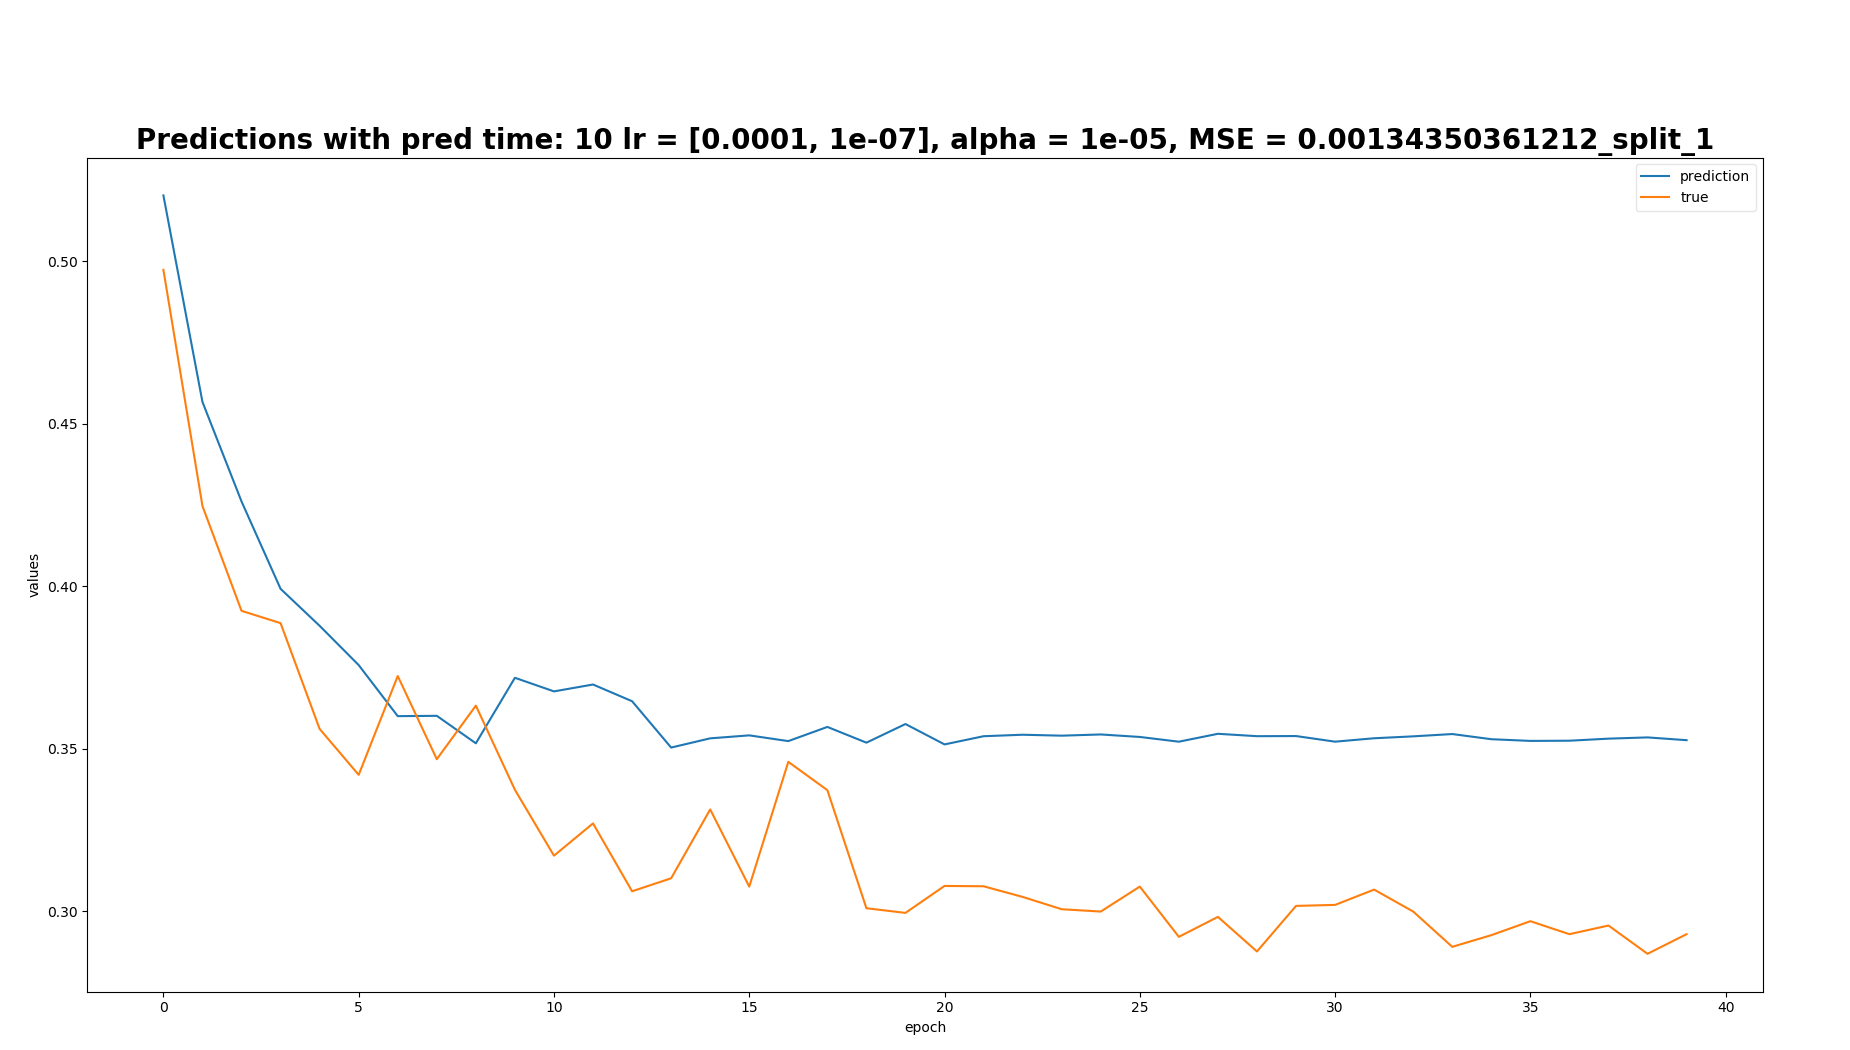 Predictions with pred time: 10 lr = [0.0001, 1e-07], alpha = 1e-05, MSE = 0.00134350361212_split_1
prediction
true
0.50
0.45
0.40
0.35
0.30
values
0 5 10 15 20 25 30 35 40
epoch